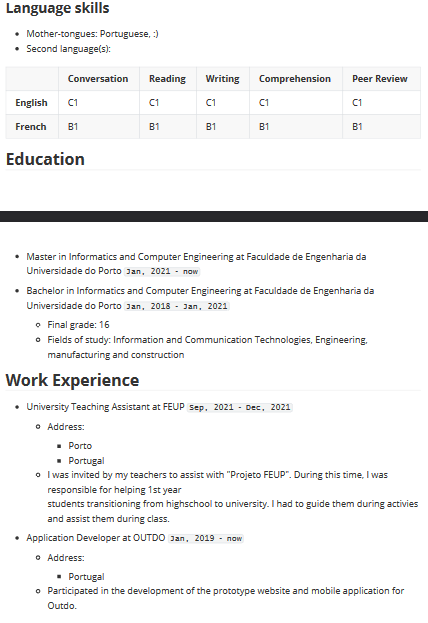 Language skills
Mother-tongues: Portuguese, :)
Second language(s):
Conversation Reading Writing Comprehension Peer Review
English C1 C1 C1 C1 C1
French B1 B1 B1 B1 B1
Education
Master in Informatics and Computer Engineering at Faculdade de Engenharia da
Universidade do Porto Jan, 2021 - now
Bachelor in Informatics and Computer Engineering at Faculdade de Engenharia da
Universidade do Porto Jan, 2018 - Jan, 2021
Final grade: 16
Fields of study: Information and Communication Technologies, Engineering,
manufacturing and construction
Work Experience
University Teaching Assistant at FEUP Sep, 2021 - Dec, 2021
Address:
Porto
Portugal
I was invited by my teachers to assist with "Projeto FEUP". During this time, I was
responsible for helping 1st year
students transitioning from highschool to university. I had to guide them during activies
and assist them during class.
Application Developer at OUTDO Jan, 2019 - now
Address:
Portugal
Participated in the development of the prototype website and mobile application for
Outdo.